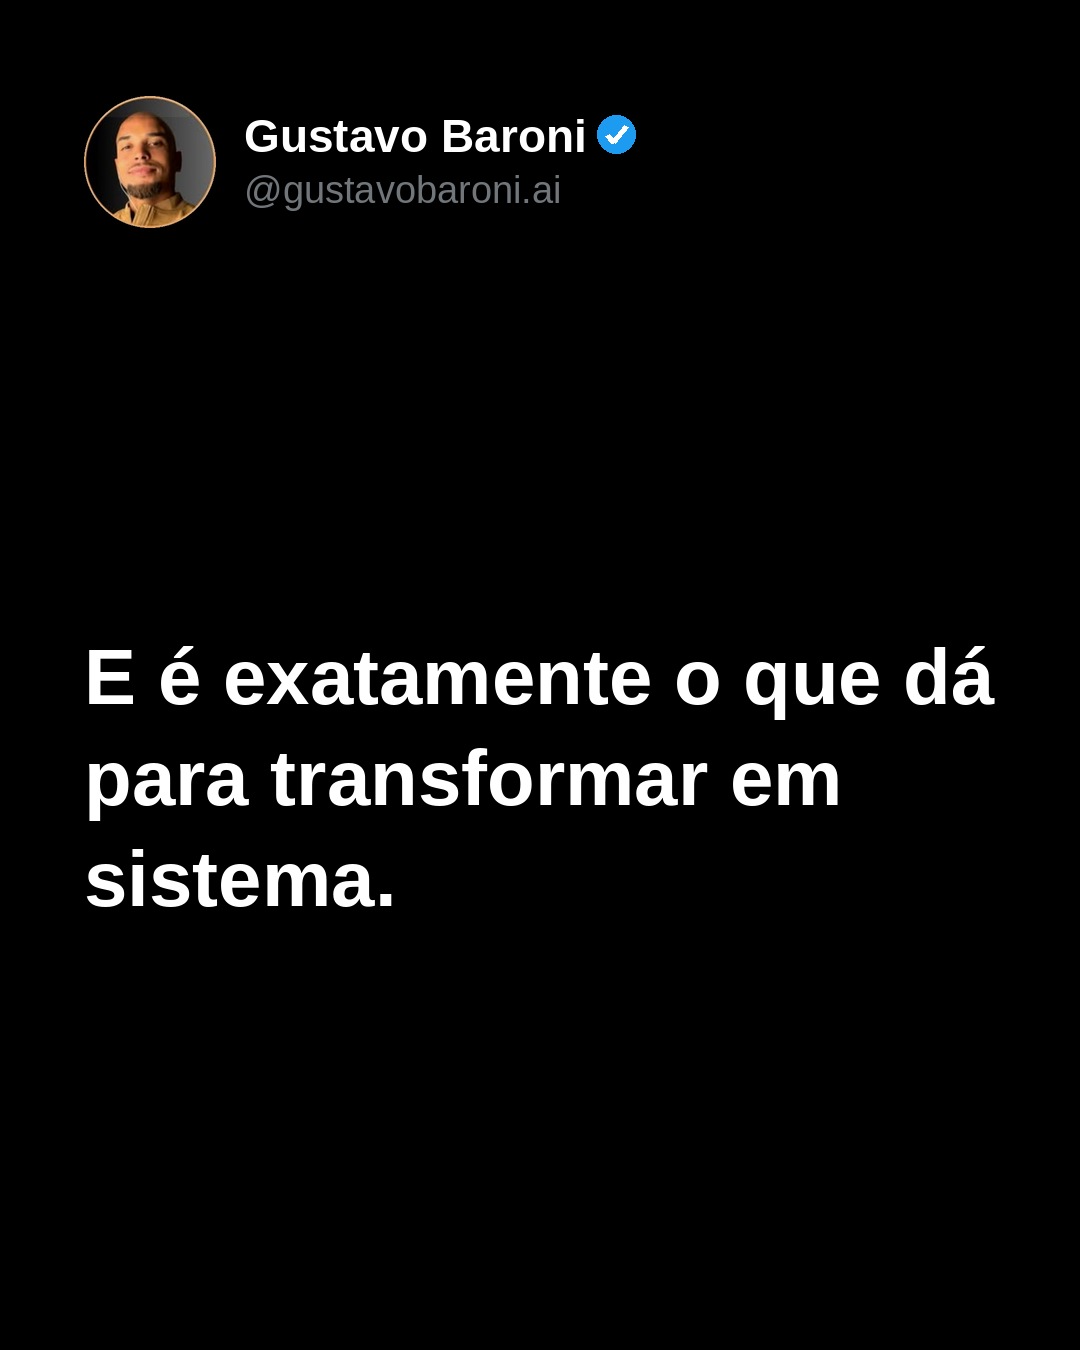 Gustavo Baroni
@gustavobaroni.ai
E é exatamente o que dá
para transformar em
sistema.